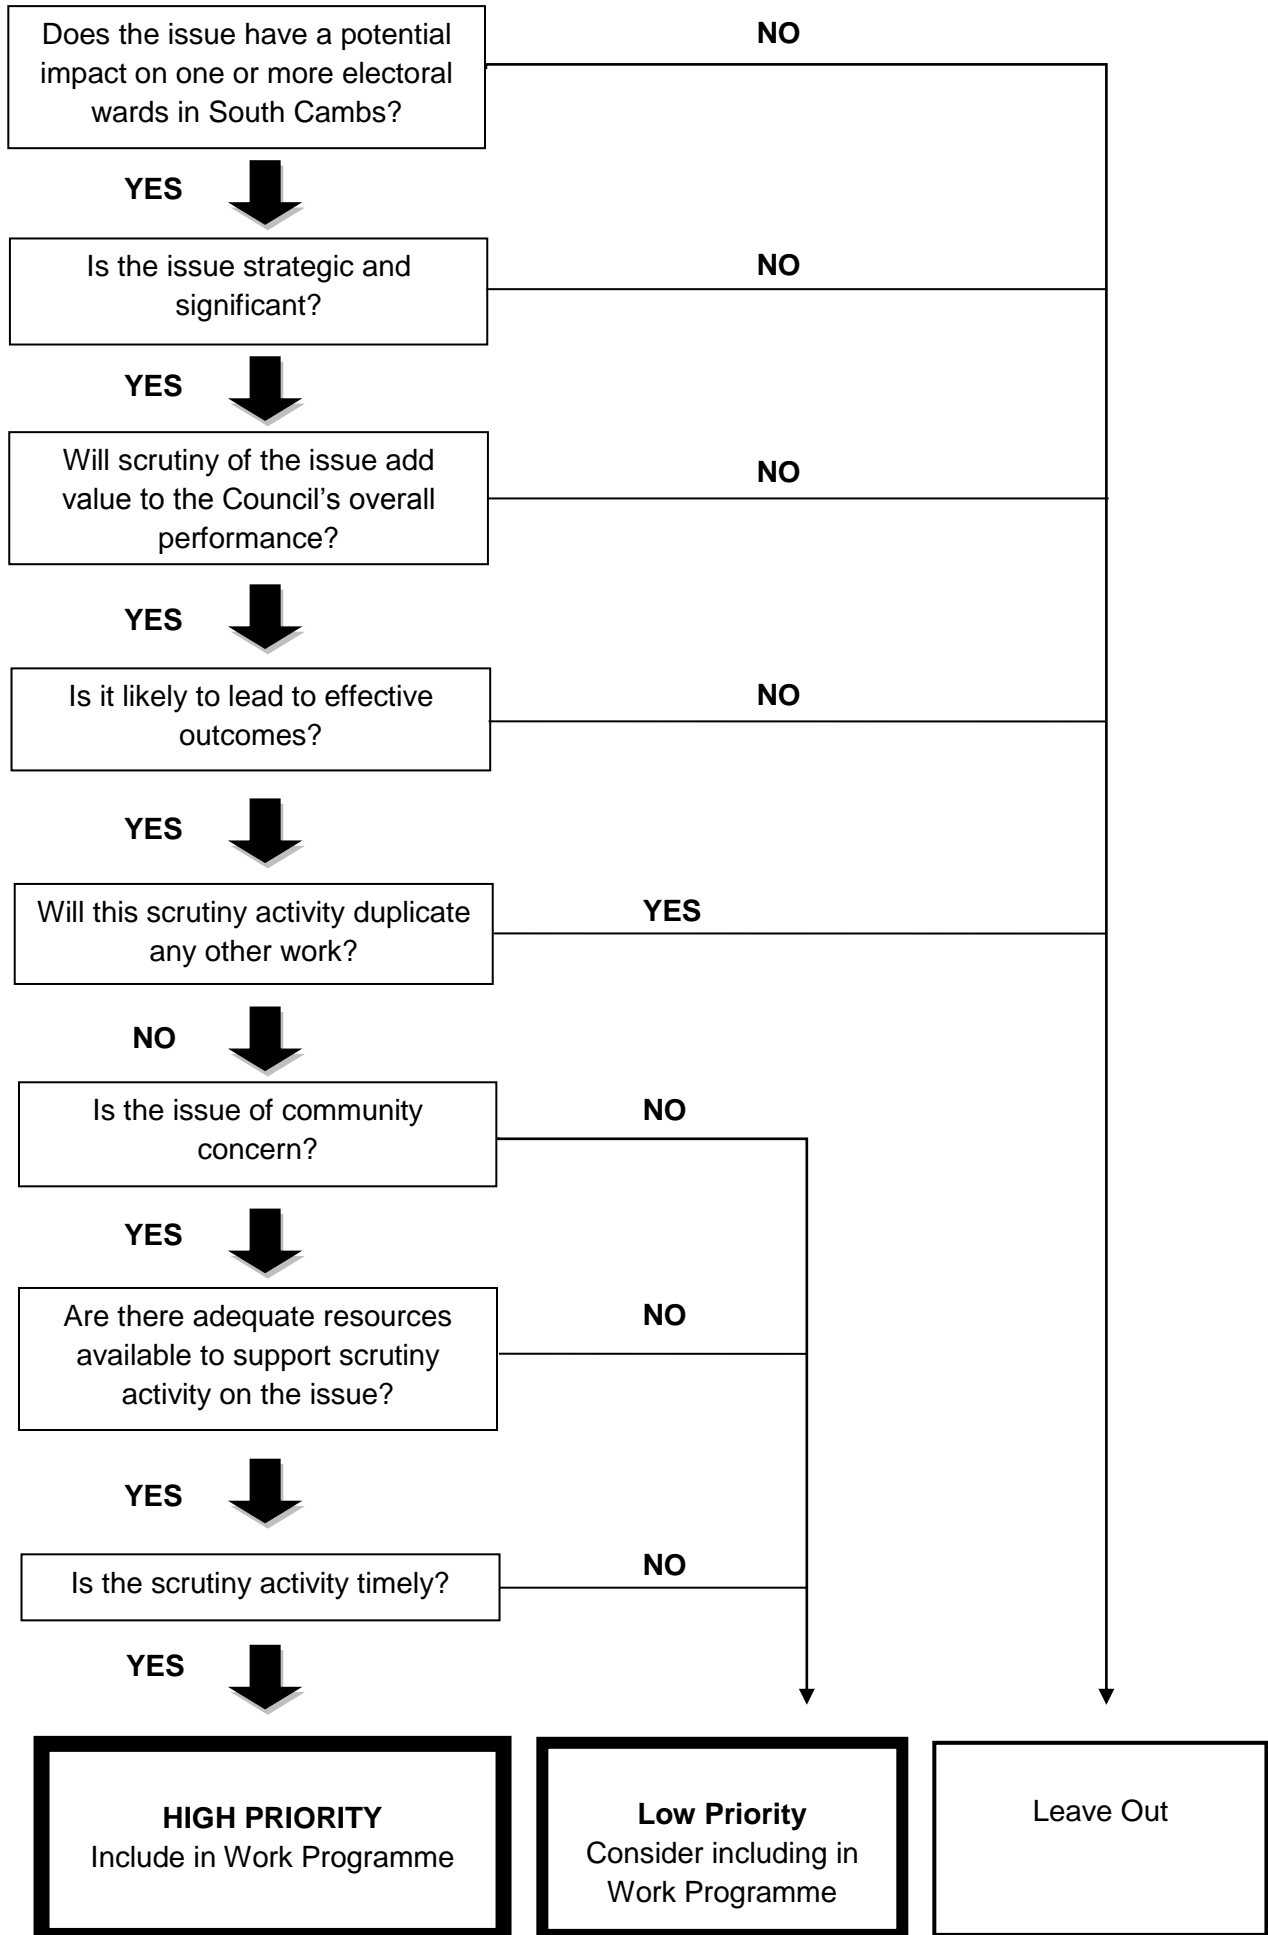 Does the issue have a potential
impact on one or more electoral
wards in South Cambs?
NO
YES
Is the issue strategic and
significant?
NO
YES
Will scrutiny of the issue add
value to the Council’s overall
performance?
NO
YES
Is it likely to lead to effective
outcomes?
NO
YES
Will this scrutiny activity duplicate
any other work?
YES
NO
Is the issue of community
concern?
NO
YES
Are there adequate resources
available to support scrutiny
activity on the issue?
NO
YES
Is the scrutiny activity timely?
NO
YES
HIGH PRIORITY
Include in Work Programme
Low Priority
Consider including in
Work Programme
Leave Out